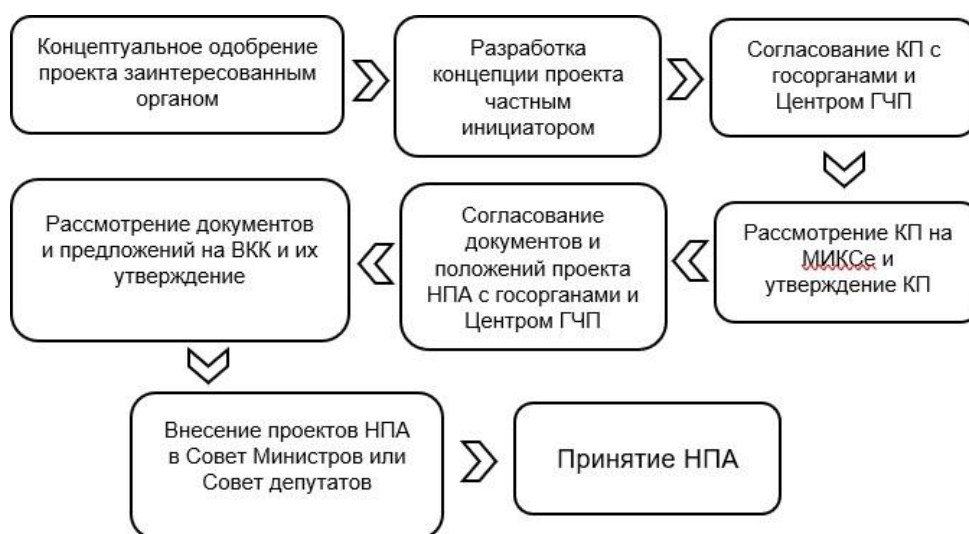 Концептуальное одобрение
проекта заинтересованным
органом
Разработка
концепции проекта
частным
инициатором
Согласование КП с
госорганами и
Центром ГЧП
Рассмотрение КП на
МИКСе и
утверждение КП
Согласование
документов и
положений проекта
НПА с госорганами и
Центром ГЧП
Рассмотрение документов
и предложений на ВКК и их
утверждение
Внесение проектов НПА
в Совет Министров или
Совет депутатов
Принятие НПА